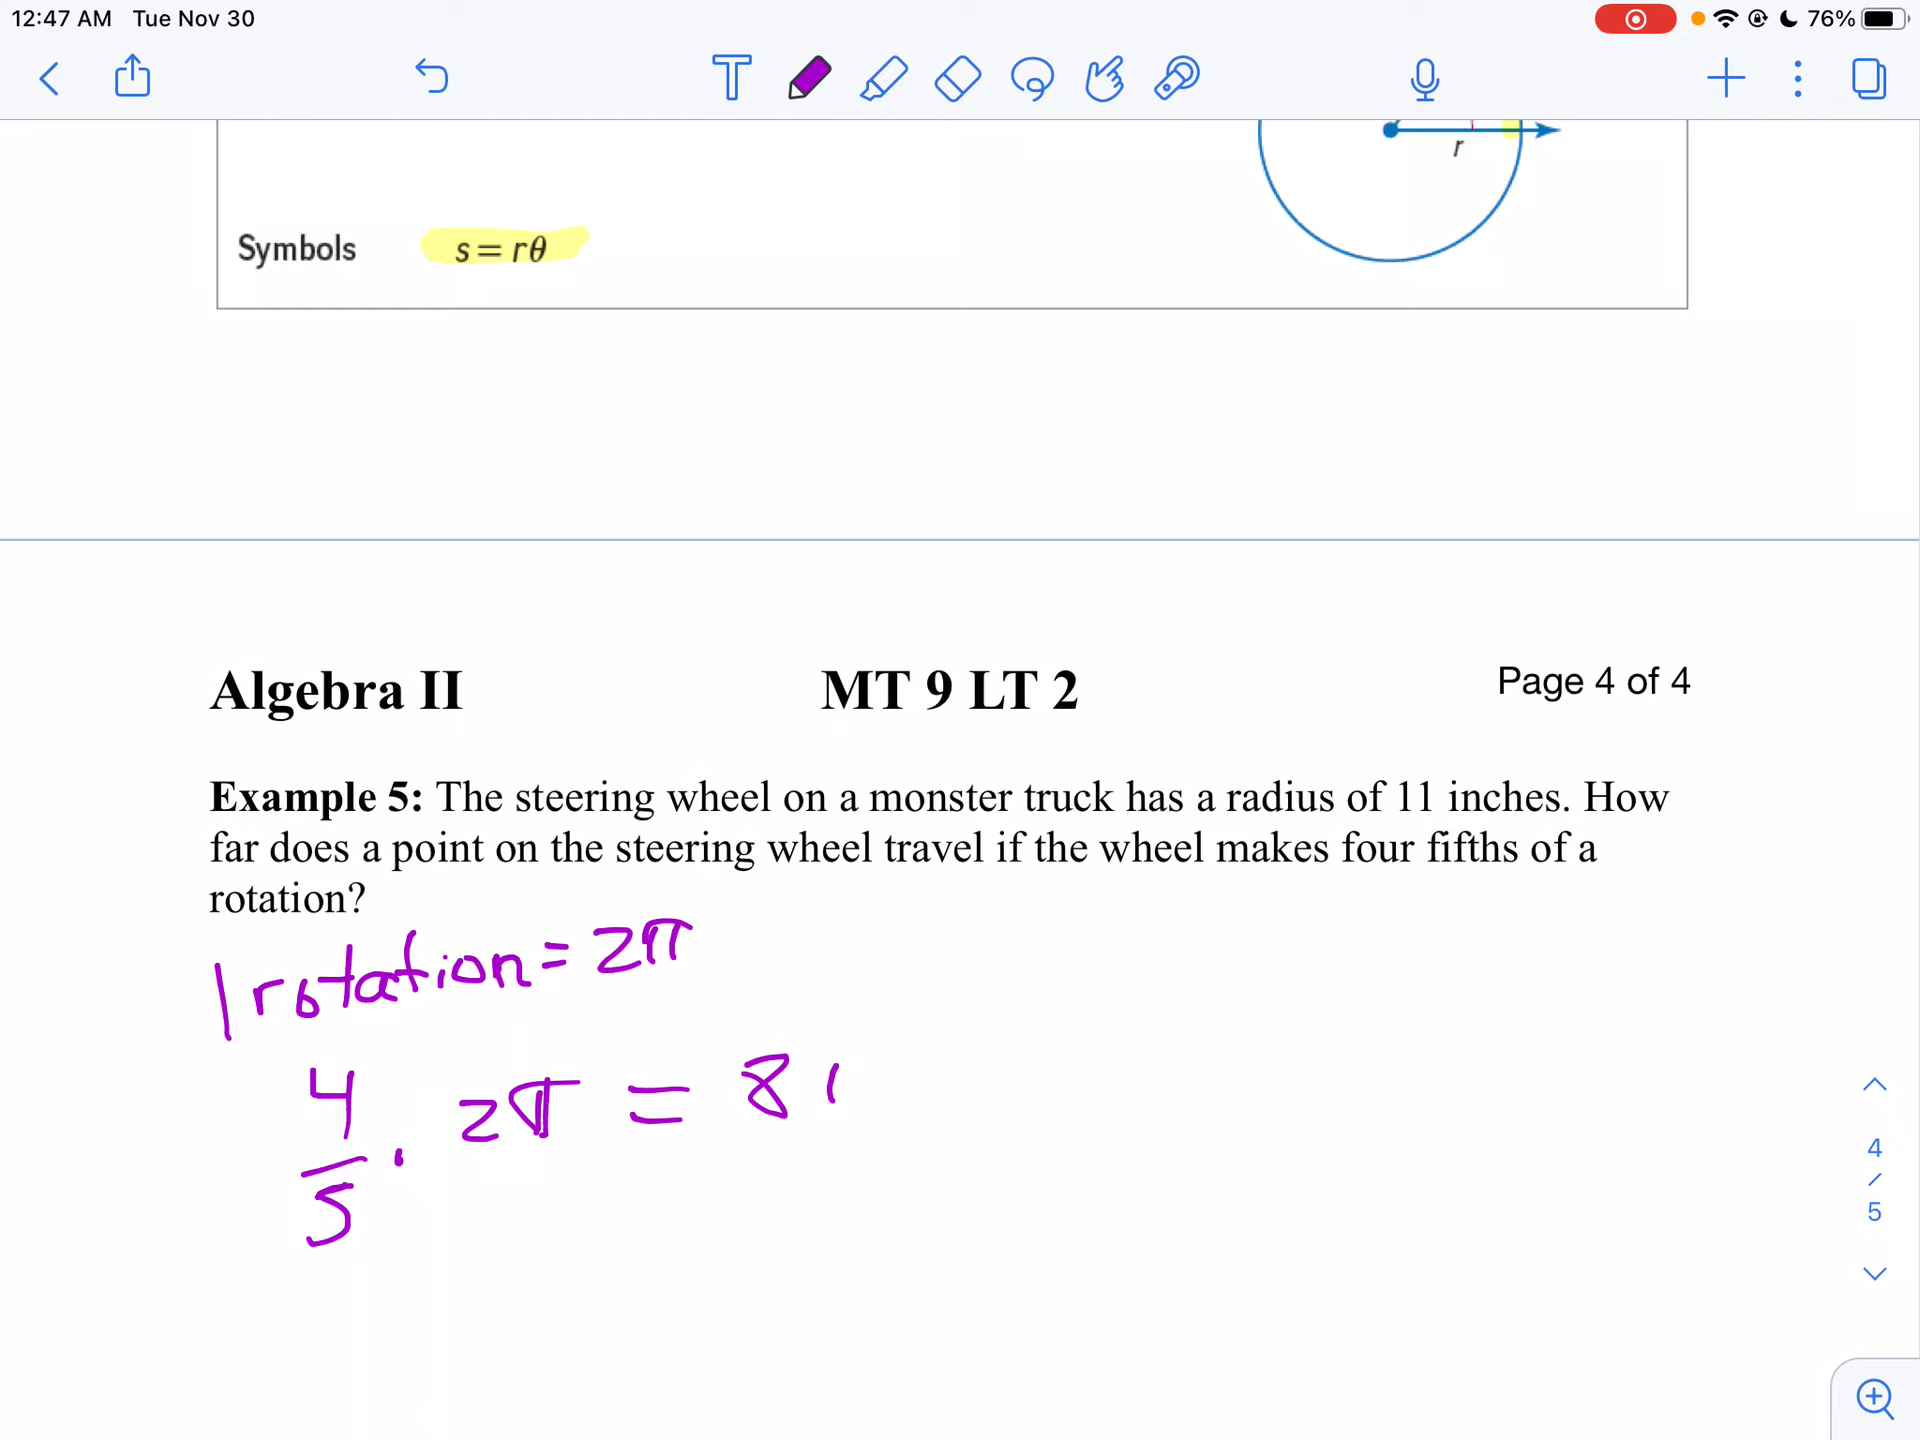 12:47 AM Tue Nov 30
76%
T
r
Symbols s = rθ
Algebra II MT 9 LT 2 Page 4 of 4
Example 5: The steering wheel on a monster truck has a radius of 11 inches. How
far does a point on the steering wheel travel if the wheel makes four fifths of a
rotation?
1 rotation = 2π
4/5 · 2π = 8
4
/
5